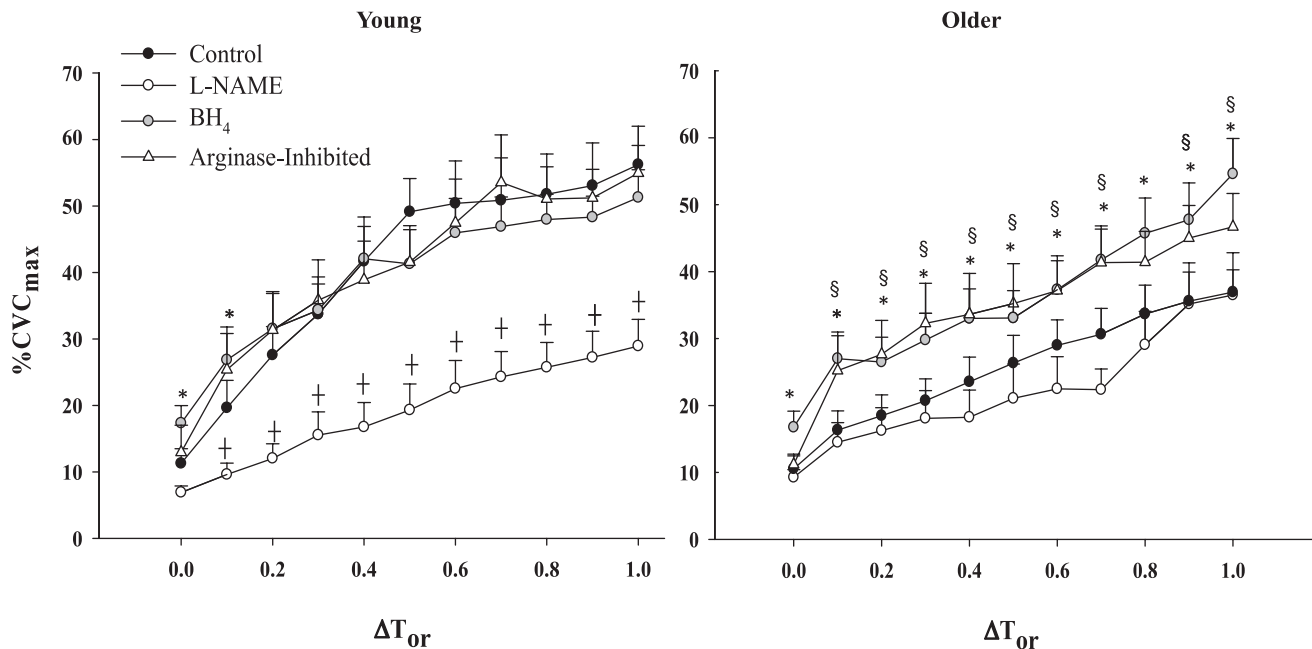 Young
Older
Control
L-NAME
BH4
Arginase-Inhibited
%CVCmax
70
60
50
40
30
20
10
0
* * † † † † † † † † † †
0.0 0.2 0.4 0.6 0.8 1.0
ΔTor
70
60
50
40
30
20
10
0
* § * § * § * § * § * § * § * * § * § *
0.0 0.2 0.4 0.6 0.8 1.0
ΔTor